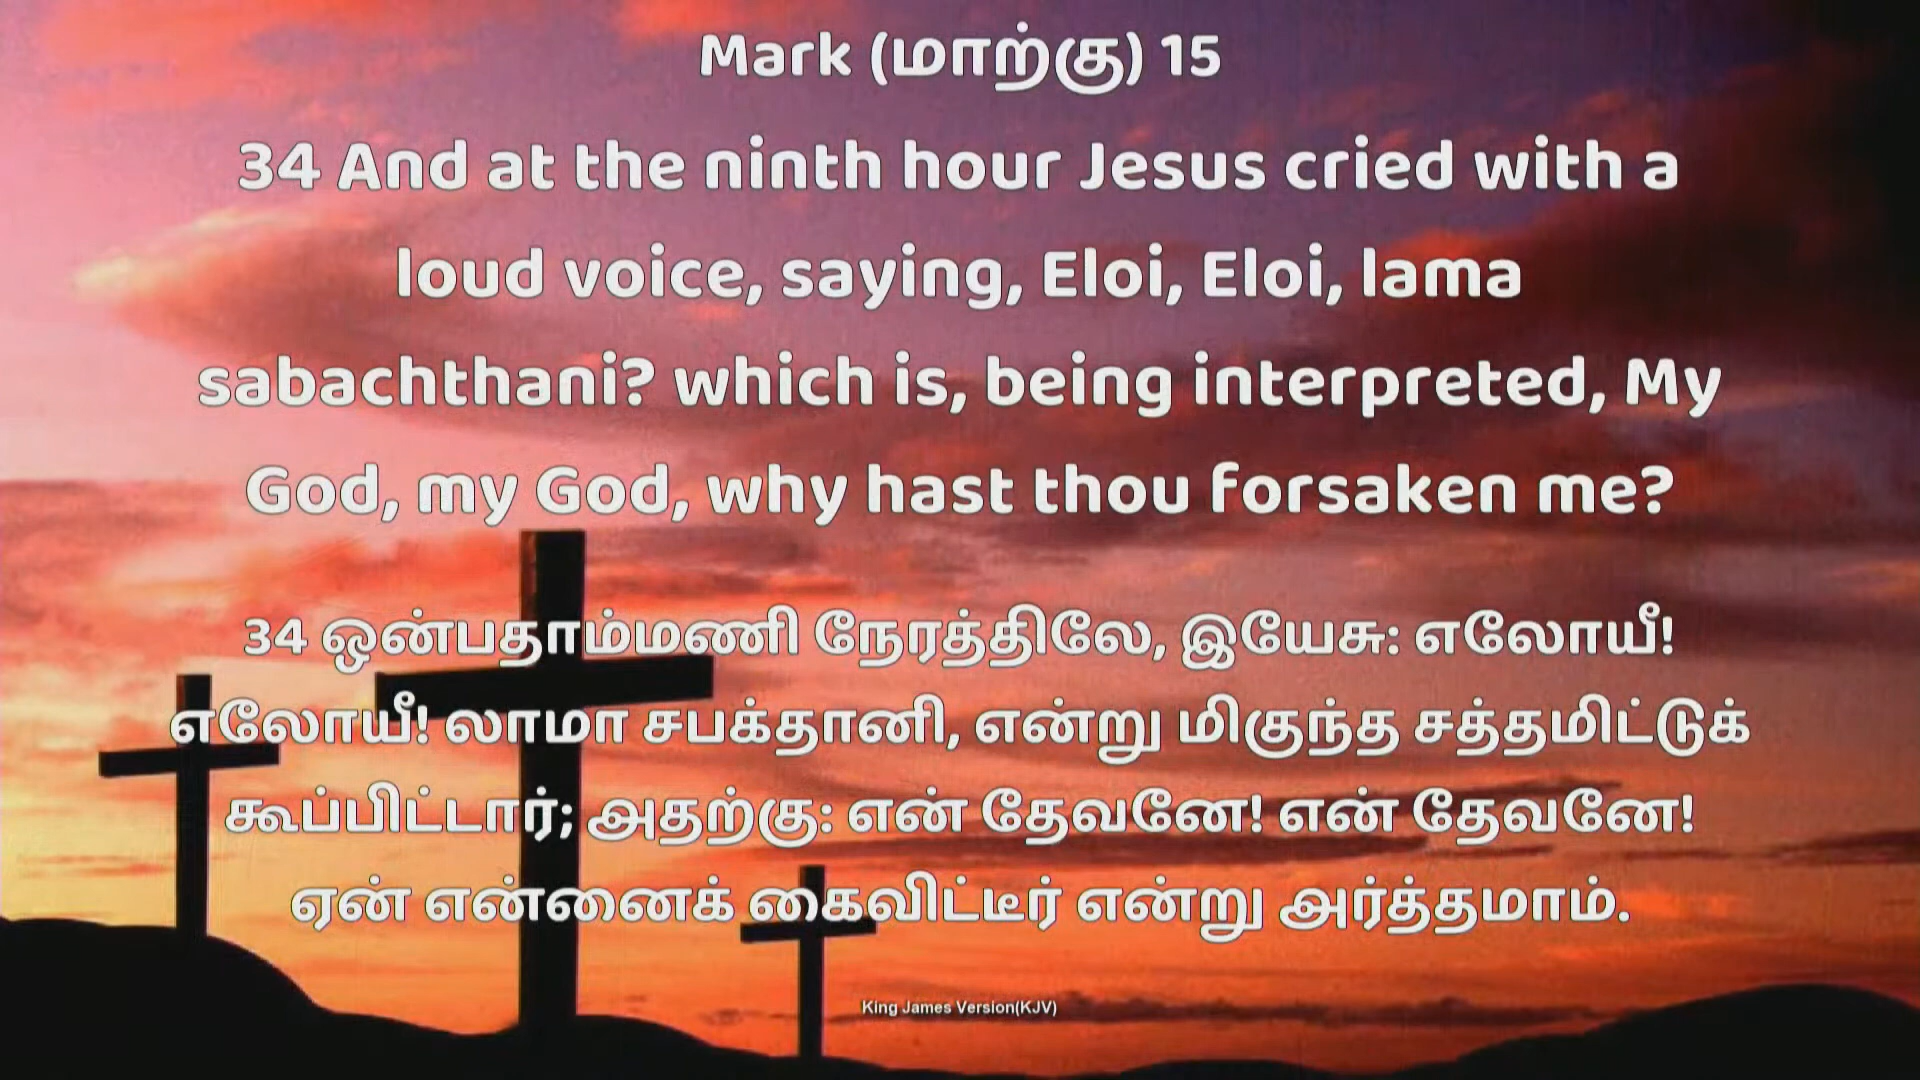 Mark (மாற்கு) 15
34 And at the ninth hour Jesus cried with a
loud voice, saying, Eloi, Eloi, lama
sabachthani? which is, being interpreted, My
God, my God, why hast thou forsaken me?
34 ஒன்பதாம்மணி நேரத்திலே, இயேசு: எலோயீ!
எலோயீ! லாமா சபக்தானி, என்று மிகுந்த சத்தமிட்டுக்
கூப்பிட்டார்; அதற்கு: என் தேவனே! என் தேவனே!
ஏன் என்னைக் கைவிட்டீர் என்று அர்த்தமாம்.
King James Version(KJV)